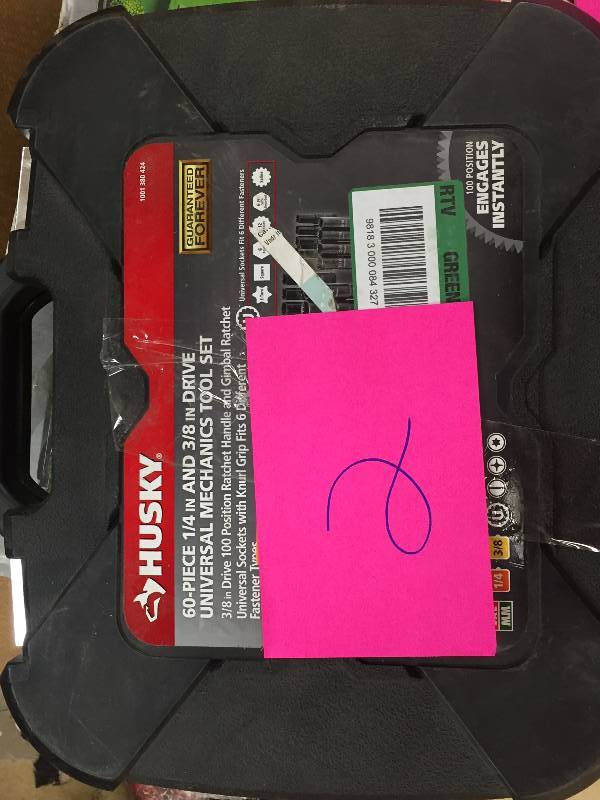 HUSKY®
1001 380 424
60-PIECE 1/4 IN AND 3/8 IN DRIVE
UNIVERSAL MECHANICS TOOL SET
3/8 in Drive 100 Position Ratchet Handle and Gimbal Ratchet
Universal Sockets with Knurl Grip Fits 6 Different
Fastener Types
GUARANTEED
FOREVER
Universal Sockets Fit 6 Different Fasteners
RTV
GREEN
9818 3 000 084 327
100 POSITION
ENGAGES
INSTANTLY
2
MM
1/4
3/8